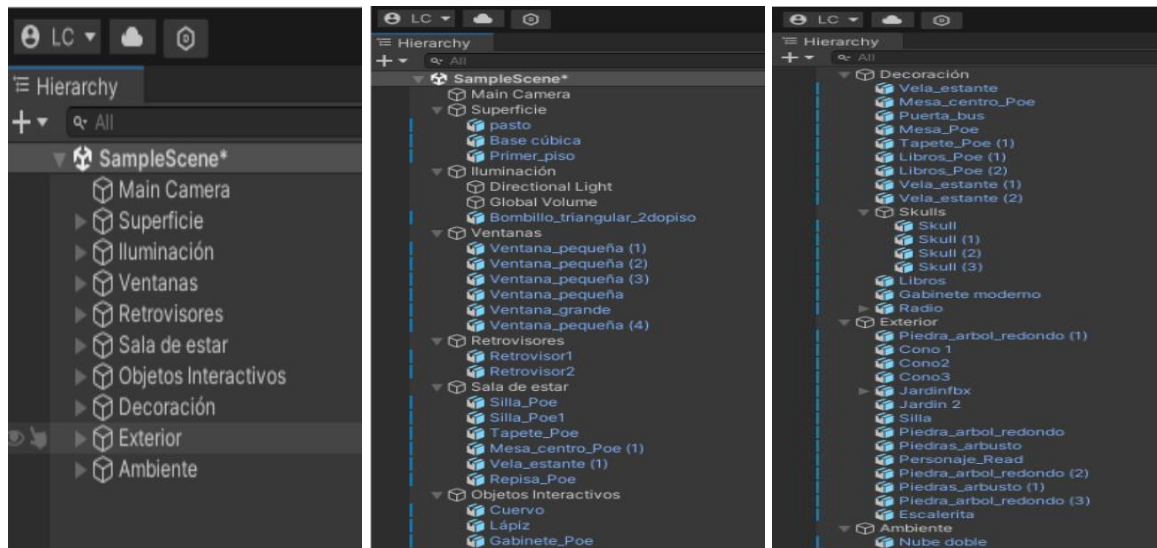 LC
Hierarchy
All
SampleScene*
Main Camera
Superficie
Iluminación
Ventanas
Retrovisores
Sala de estar
Objetos Interactivos
Decoración
Exterior
Ambiente
LC
Hierarchy
All
SampleScene*
Main Camera
Superficie
pasto
Base cúbica
Primer_piso
Iluminación
Directional Light
Global Volume
Bombillo_triangular_2dopiso
Ventanas
Ventana_pequeña (1)
Ventana_pequeña (2)
Ventana_pequeña (3)
Ventana_pequeña
Ventana_grande
Ventana_pequeña (4)
Retrovisores
Retrovisor1
Retrovisor2
Sala de estar
Silla_Poe
Silla_Poe1
Tapete_Poe
Mesa_centro_Poe (1)
Vela_estante (1)
Repisa_Poe
Objetos Interactivos
Cuervo
Lápiz
Gabinete_Poe
LC
Hierarchy
All
Decoración
Vela_estante
Mesa_centro_Poe
Puerta_bus
Mesa_Poe
Tapete_Poe (1)
Libros_Poe (1)
Libros_Poe (2)
Vela_estante (1)
Vela_estante (2)
Skulls
Skull
Skull (1)
Skull (2)
Skull (3)
Libros
Gabinete moderno
Radio
Exterior
Piedra_arbol_redondo (1)
Cono 1
Cono2
Cono3
Jardinfbx
Jardin 2
Silla
Piedra_arbol_redondo
Piedras_arbusto
Personaje_Read
Piedra_arbol_redondo (2)
Piedras_arbusto (1)
Piedra_arbol_redondo (3)
Escalerita
Ambiente
Nube doble